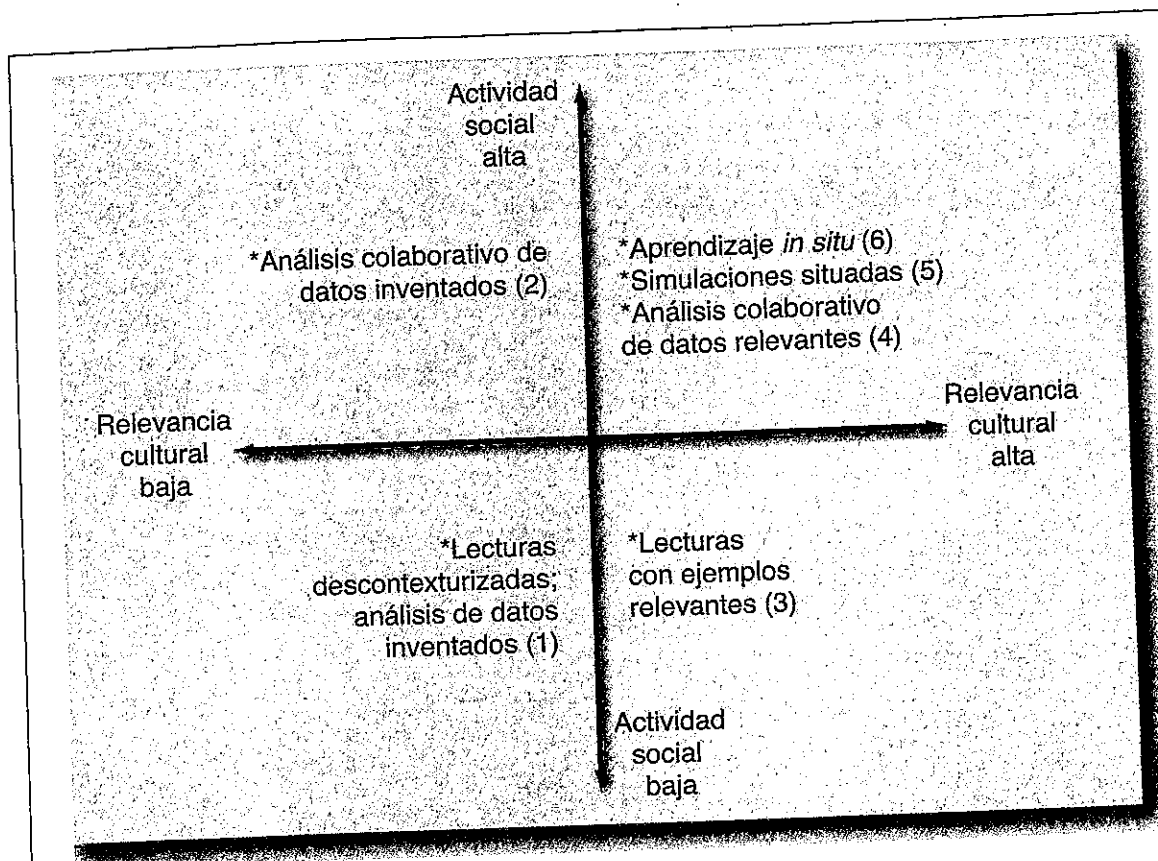 Actividad
social
alta
*Análisis colaborativo de
datos inventados (2)
*Aprendizaje in situ (6)
*Simulaciones situadas (5)
*Análisis colaborativo
de datos relevantes (4)
Relevancia
cultural
baja
Relevancia
cultural
alta
*Lecturas
descontexturizadas;
análisis de datos
inventados (1)
*Lecturas
con ejemplos
relevantes (3)
Actividad
social
baja